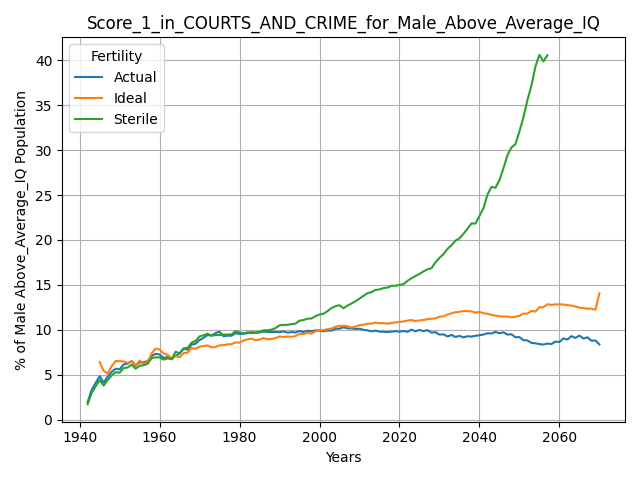 Score_1_in_COURTS_AND_CRIME_for_Male_Above_Average_IQ
% of Male Above_Average_IQ Population
Fertility
Actual
Ideal
Sterile
40
35
30
25
20
15
10
5
0
1940 1960 1980 2000 2020 2040 2060
Years